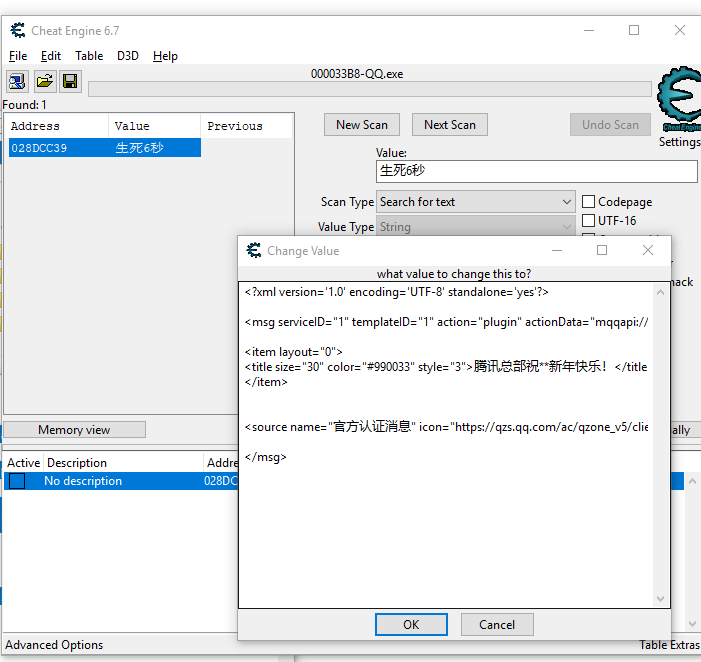 Cheat Engine 6.7
File Edit Table D3D Help
000033B8-QQ.exe
Found: 1
Address Value Previous
028DCC39 生死6秒
New Scan Next Scan Undo Scan
Cheat Engine
Settings
Value:
生死6秒
Scan Type Search for text Codepage
Value Type String UTF-16
Change Value
what value to change this to?
<?xml version='1.0' encoding='UTF-8' standalone='yes'?>
<msg serviceID="1" templateID="1" action="plugin" actionData="mqqapi://
<item layout="0">
<title size="30" color="#990033" style="3">腾讯总部祝**新年快乐！</title
</item>
<source name="官方认证消息" icon="https://qzs.qq.com/ac/qzone_v5/clie
</msg>
OK Cancel
Memory view
Active Description Addre
No description 028DC
Advanced Options Table Extras